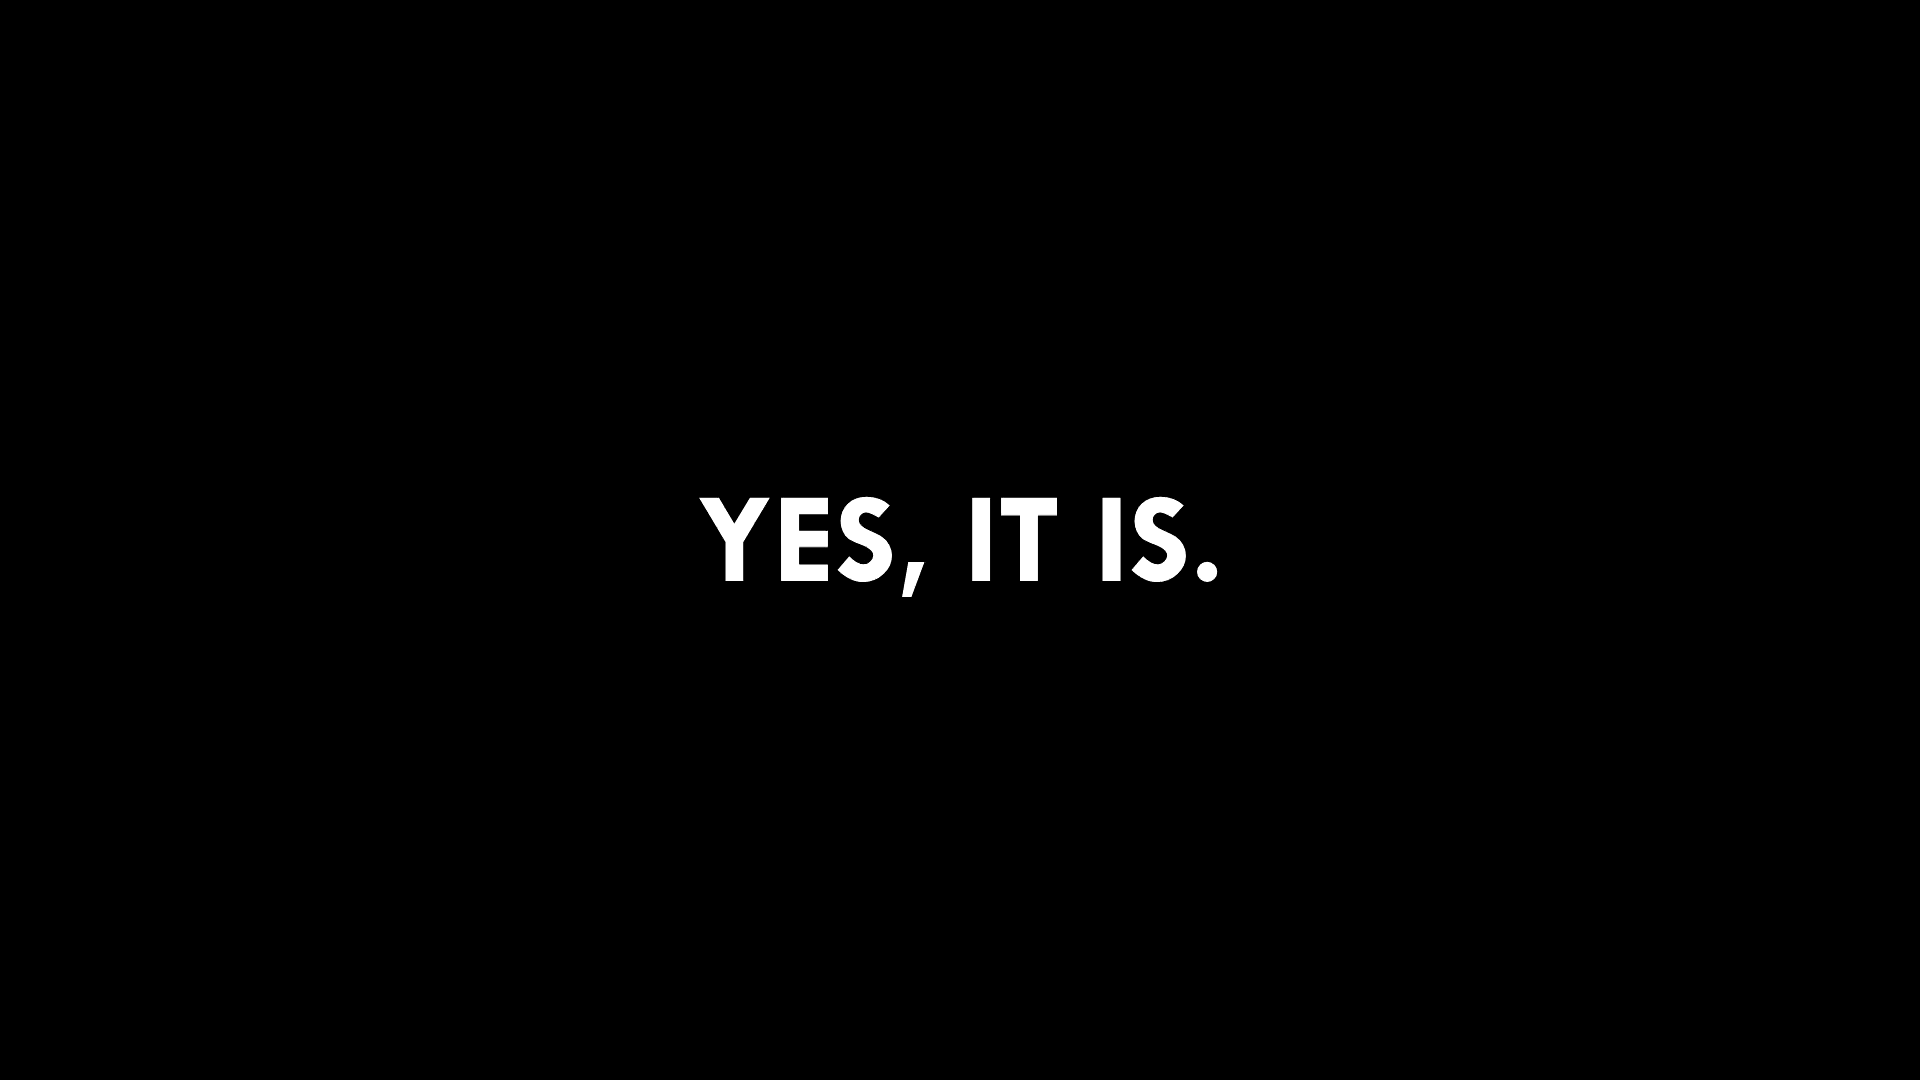 YES, IT IS.